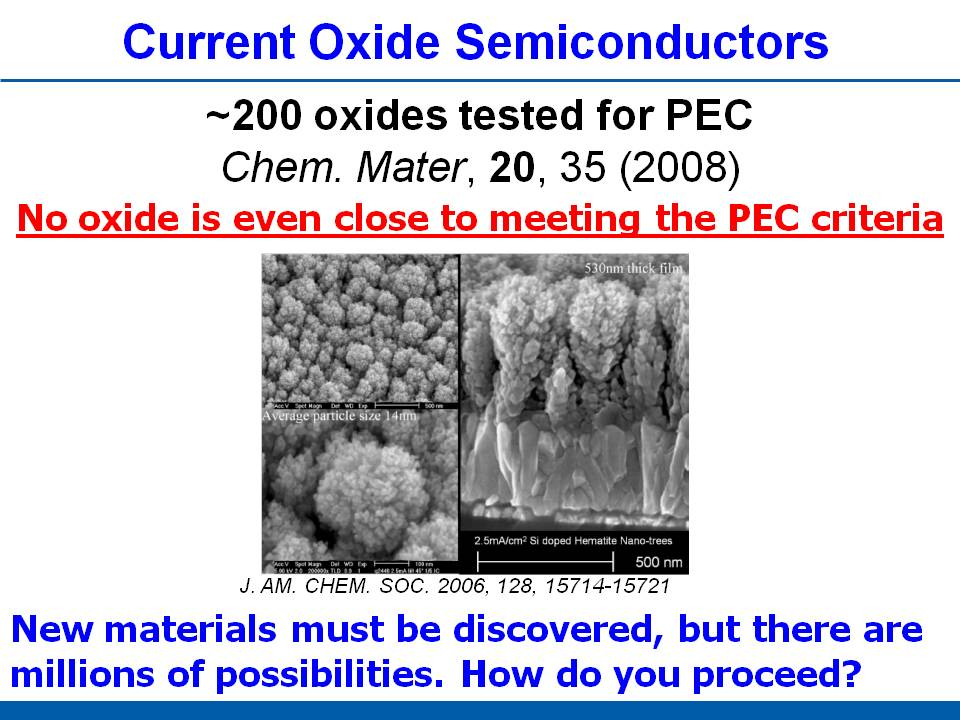 Current Oxide Semiconductors
~200 oxides tested for PEC
Chem. Mater, 20, 35 (2008)
No oxide is even close to meeting the PEC criteria
530nm thick film
Acc.V Spot Magn Det WD Exp
500 nm
Average particle size 14nm
Acc.V Spot Magn Det WD Exp
100 nm
2.5mA/cm² Si doped Hematite Nano-trees
500 nm
J. AM. CHEM. SOC. 2006, 128, 15714-15721
New materials must be discovered, but there are
millions of possibilities. How do you proceed?